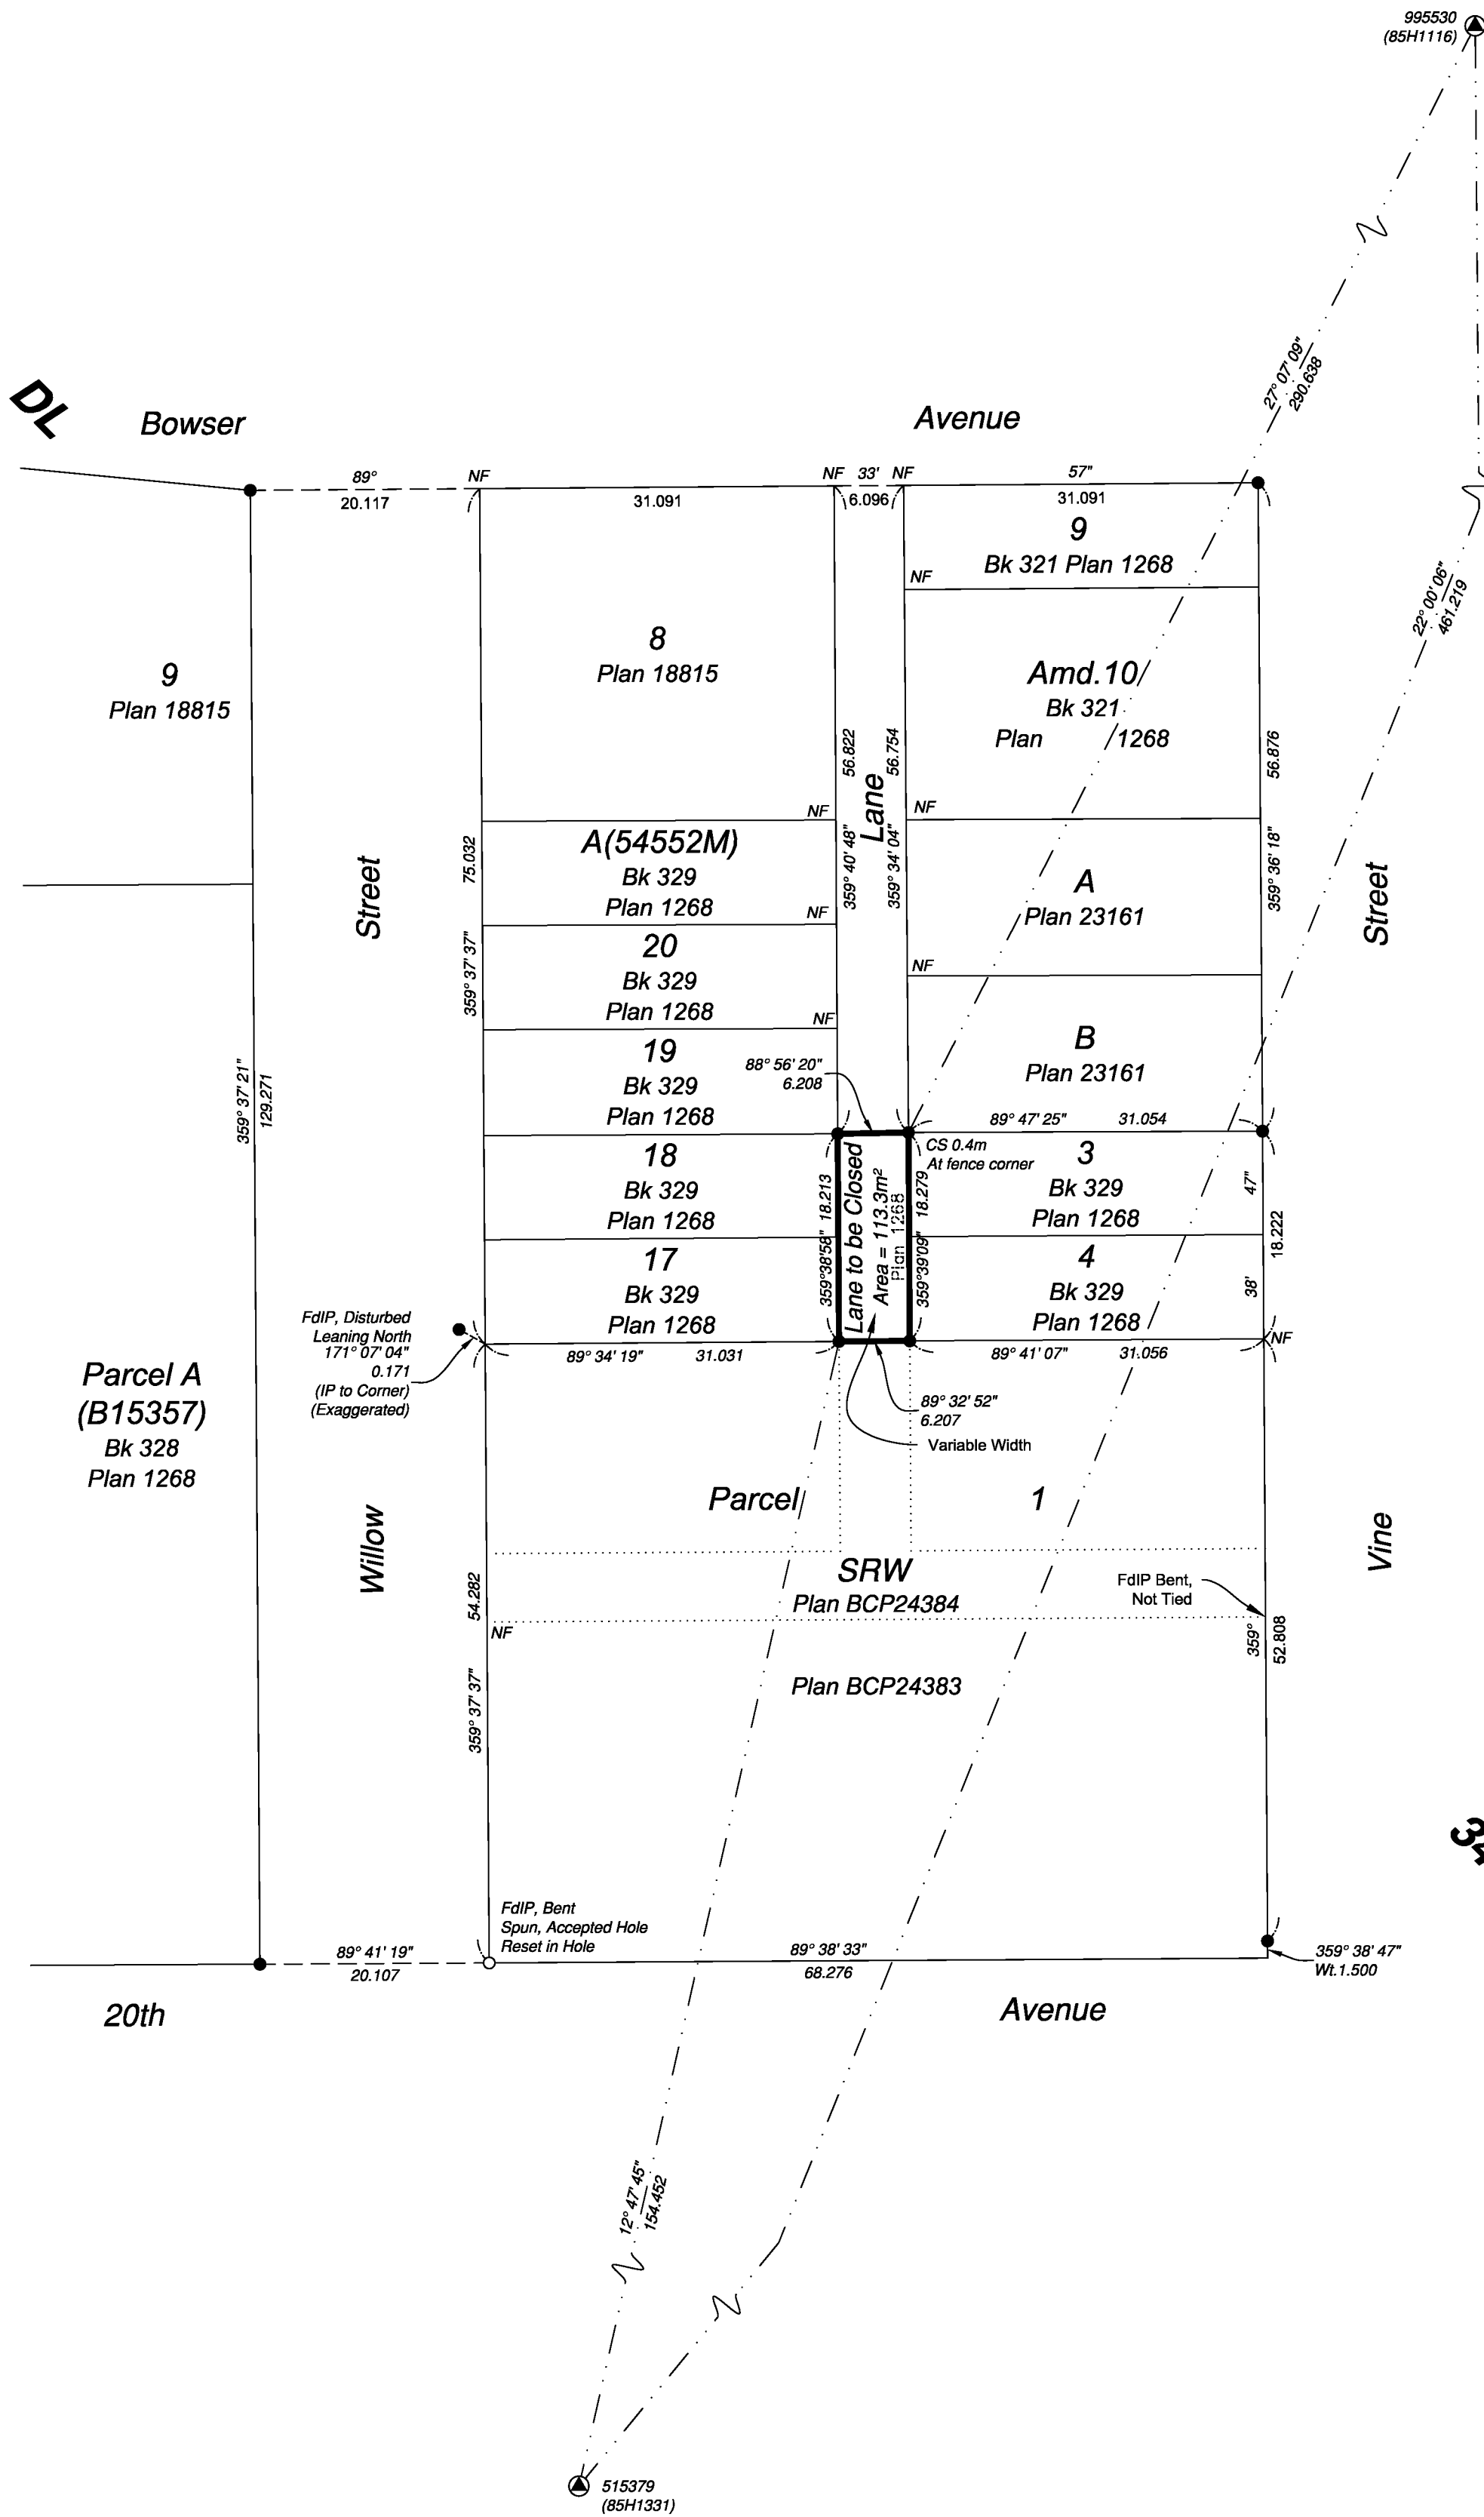 995530
(85H1116)
27° 07' 09"
290.638
DL
Bowser
Avenue
89°
20.117
NF
31.091
NF 33' NF
6.096
57"
31.091
9
Bk 321 Plan 1268
NF
22° 00' 06"
461.219
9
Plan 18815
8
Plan 18815
Amd.10
Bk 321
Plan 1268
56.822
359° 40' 48"
Lane
56.754
359° 34' 04"
56.876
359° 36' 18"
NF
NF
75.032
359° 37' 37"
Street
A(54552M)
Bk 329
Plan 1268
NF
A
Plan 23161
Street
NF
20
Bk 329
Plan 1268
NF
B
Plan 23161
19
Bk 329
Plan 1268
88° 56' 20"
6.208
359° 37' 21"
129.271
89° 47' 25" 31.054
CS 0.4m
At fence corner
18
Bk 329
Plan 1268
359°38'58" 18.213
Lane to be Closed
Area = 113.3m²
Plan 1268
359°39'09" 18.279
3
Bk 329
Plan 1268
47"
18.222
38'
17
Bk 329
Plan 1268
4
Bk 329
Plan 1268
NF
FdIP, Disturbed
Leaning North
171° 07' 04"
0.171
(IP to Corner)
(Exaggerated)
89° 34' 19" 31.031
89° 41' 07" 31.056
89° 32' 52"
6.207
Variable Width
Parcel A
(B15357)
Bk 328
Plan 1268
Parcel 1
Willow
Vine
54.282
359° 37' 37"
SRW
Plan BCP24384
FdIP Bent,
Not Tied
NF
359°
52.808
Plan BCP24383
34
FdIP, Bent
Spun, Accepted Hole
Reset in Hole
89° 41' 19"
20.107
89° 38' 33"
68.276
359° 38' 47"
Wt.1.500
20th
Avenue
12° 47' 45"
154.452
515379
(85H1331)